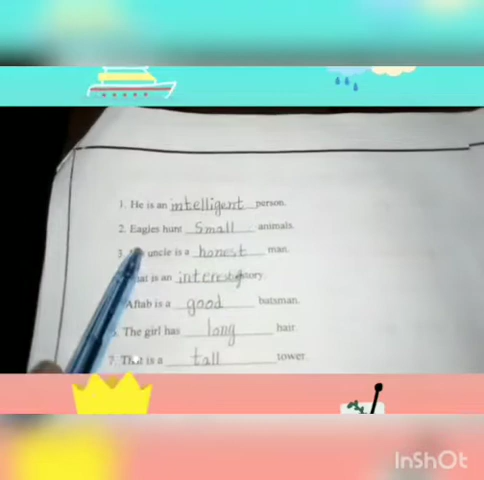 1. He is an intelligent person.
2. Eagles hunt Small animals.
3. uncle is a honest man.
is an interesting story.
Aftab is a good batsman.
The girl has long hair.
7. That is a tall tower.
InShOt